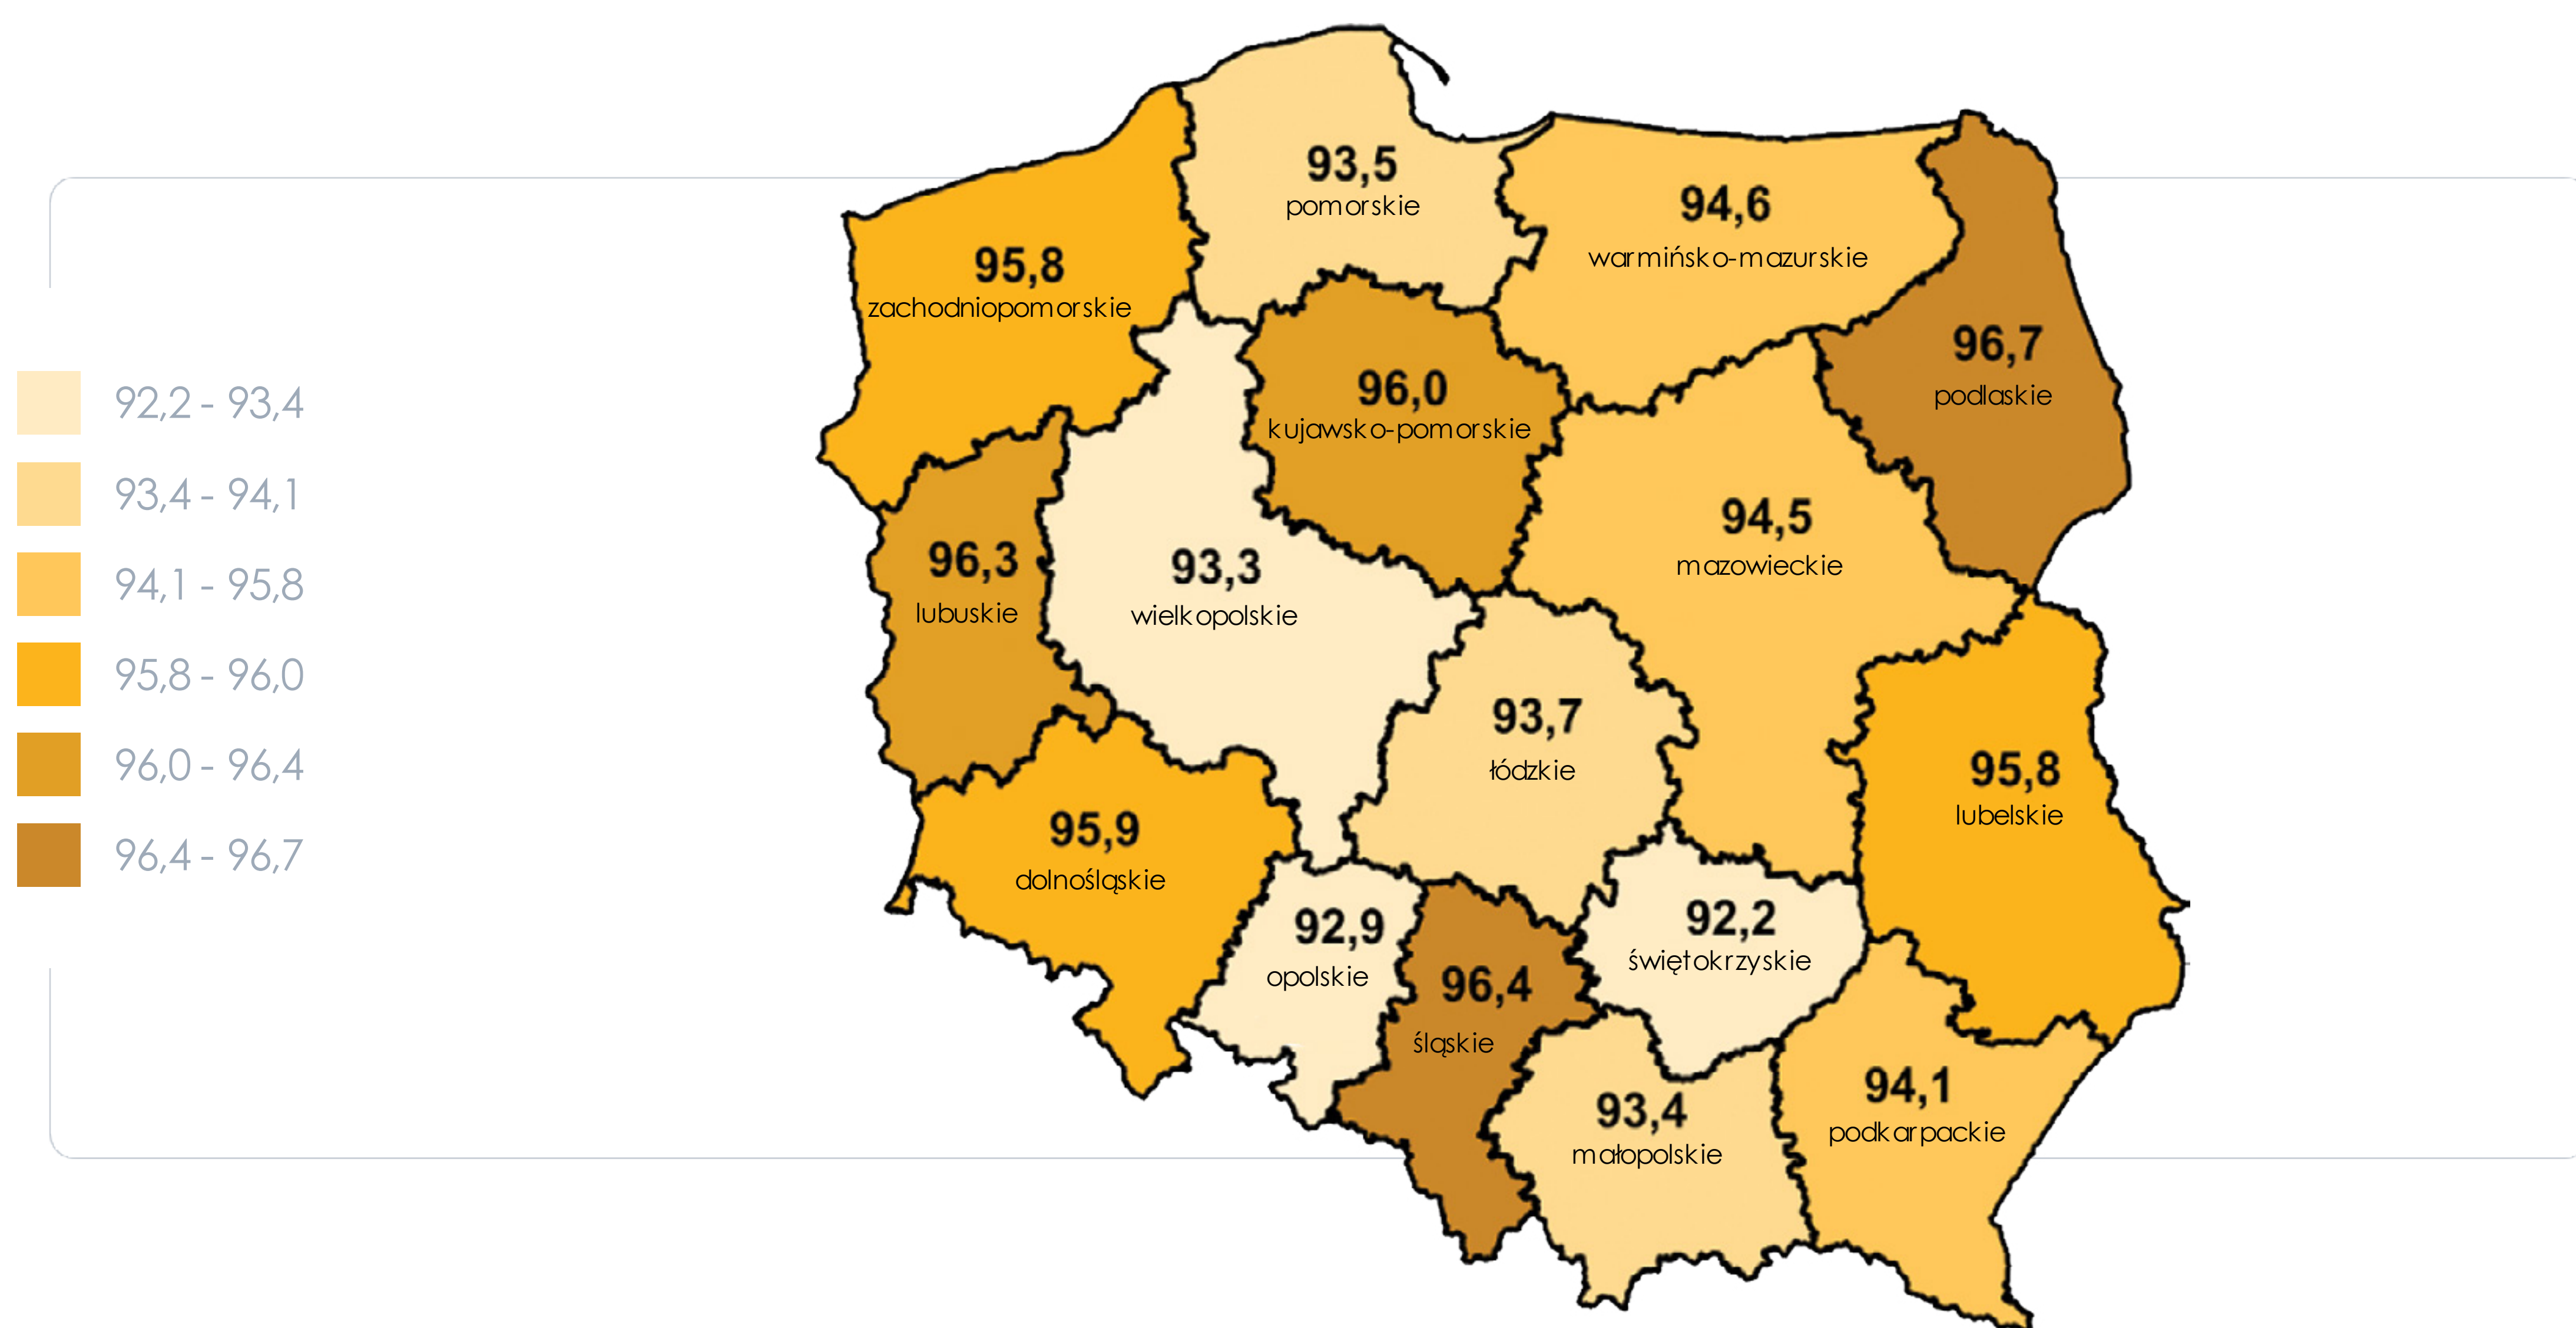 93,5
pomorskie
94,6
warmińsko-mazurskie
95,8
zachodniopomorskie
96,7
podlaskie
96,0
kujawsko-pomorskie
92,2 - 93,4
93,4 - 94,1
94,1 - 95,8
95,8 - 96,0
96,0 - 96,4
96,4 - 96,7
94,5
mazowieckie
96,3
lubuskie
93,3
wielkopolskie
93,7
łódzkie
95,8
lubelskie
95,9
dolnośląskie
92,9
opolskie
92,2
świętokrzyskie
96,4
śląskie
94,1
podkarpackie
93,4
małopolskie